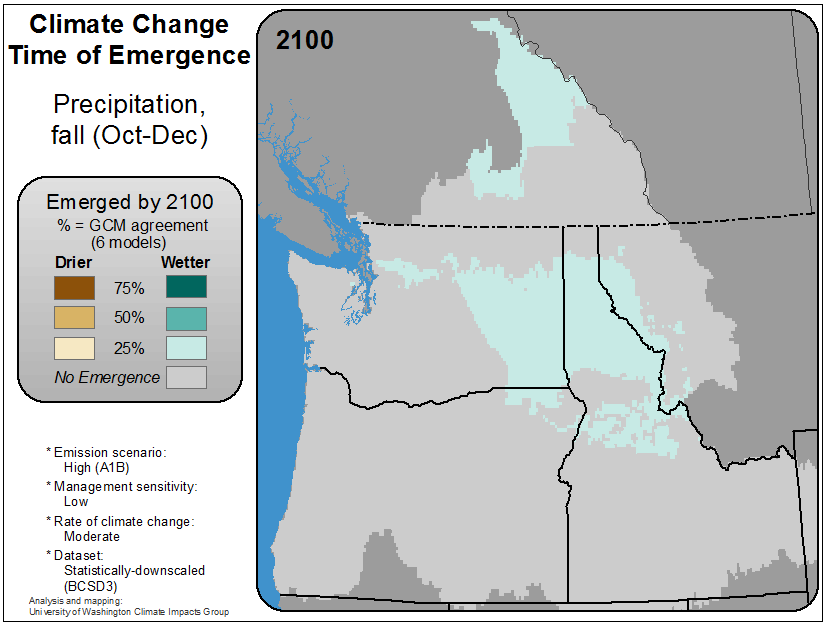 Climate Change
Time of Emergence
Precipitation,
fall (Oct-Dec)
Emerged by 2100
% = GCM agreement
(6 models)
Drier Wetter
75%
50%
25%
No Emergence
* Emission scenario:
High (A1B)
* Management sensitivity:
Low
* Rate of climate change:
Moderate
* Dataset:
Statistically-downscaled
(BCSD3)
Analysis and mapping:
University of Washington Climate Impacts Group
2100